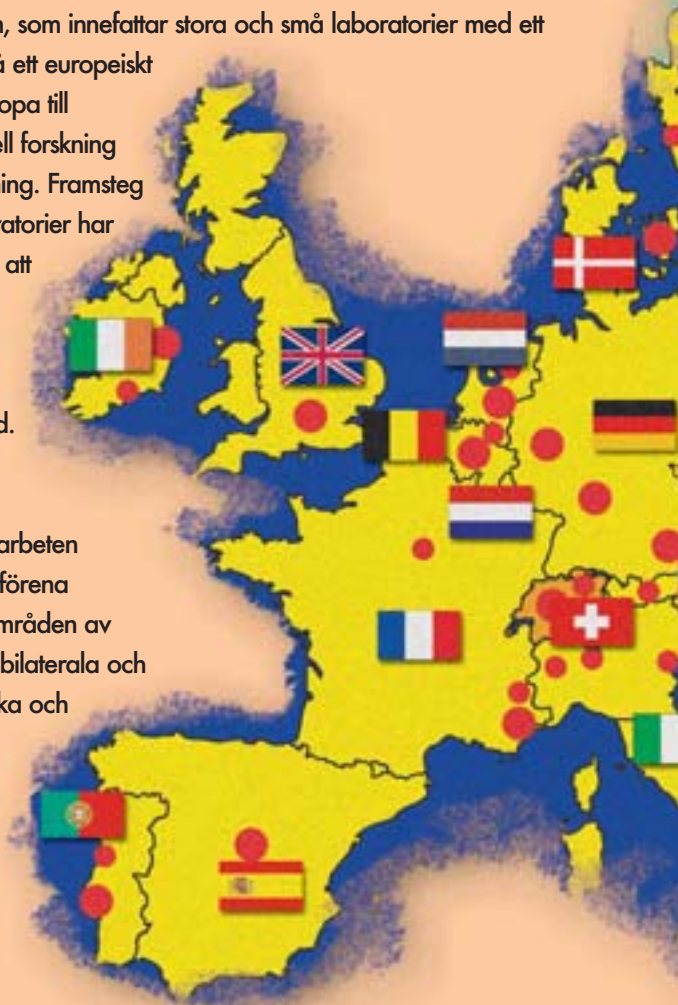 , som innefattar stora och små laboratorier med ett
ett europeiskt
opa till
ell forskning
ning. Framsteg
ratorier har
att
d.
arbeten
förena
mråden av
bilaterala och
ka och